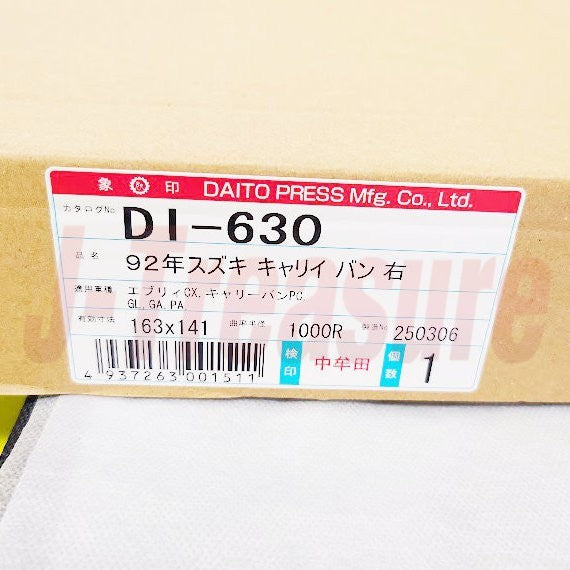 象 印 DAITO PRESS Mfg. Co., Ltd.
カタログNo DI-630
品名 92年スズキ キャリイ バン 右
適用車種 エブリィCX.キャリーバンPC.
GL,GA,PA
有効寸法 163x141 曲率半径 1000R 製造No 250306
4 937263 001511
検印 中牟田 個数 1
J-Treasure